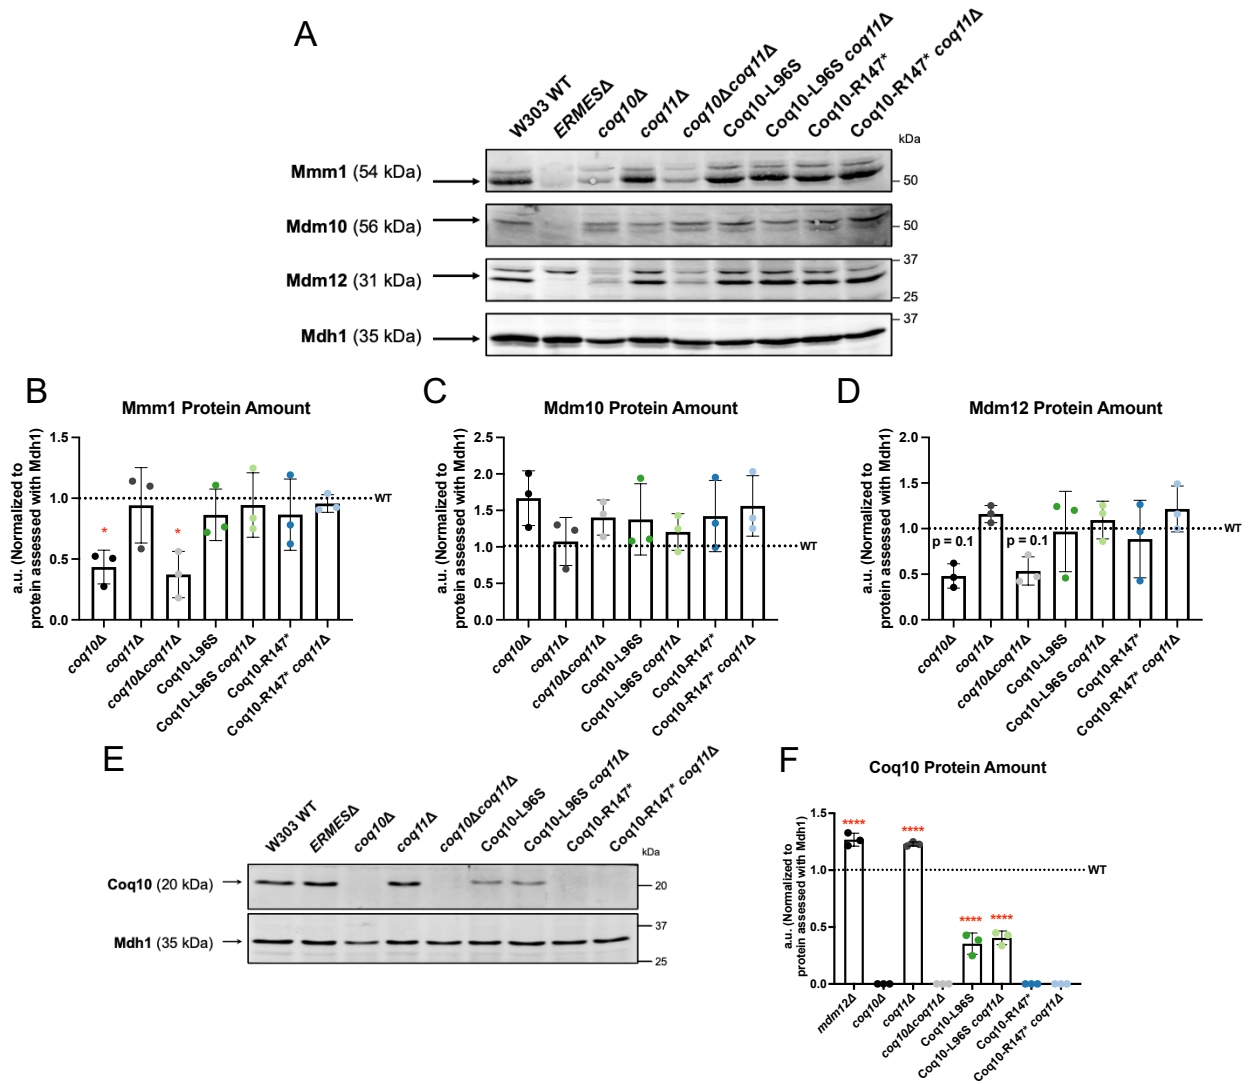 A
W303 WT
ERMESΔ
coq10Δ
coq11Δ
coq10Δcoq11Δ
Coq10-L96S
Coq10-L96S coq11Δ
Coq10-R147*
Coq10-R147* coq11Δ
kDa
Mmm1 (54 kDa)
50
Mdm10 (56 kDa)
50
37
Mdm12 (31 kDa)
25
37
Mdh1 (35 kDa)
B
Mmm1 Protein Amount
a.u. (Normalized to
protein assessed with Mdh1)
1.5
1.0
0.5
0.0
WT
*
*
coq10Δ
coq11Δ
coq10Δcoq11Δ
Coq10-L96S
Coq10-L96S coq11Δ
Coq10-R147*
Coq10-R147* coq11Δ
C
Mdm10 Protein Amount
a.u. (Normalized to
protein assessed with Mdh1)
2.5
2.0
1.5
1.0
0.5
0.0
WT
coq10Δ
coq11Δ
coq10Δcoq11Δ
Coq10-L96S
Coq10-L96S coq11Δ
Coq10-R147*
Coq10-R147* coq11Δ
D
Mdm12 Protein Amount
a.u. (Normalized to
protein assessed with Mdh1)
2.0
1.5
1.0
0.5
0.0
WT
p = 0.1
p = 0.1
coq10Δ
coq11Δ
coq10Δcoq11Δ
Coq10-L96S
Coq10-L96S coq11Δ
Coq10-R147*
Coq10-R147* coq11Δ
E
W303 WT
ERMESΔ
coq10Δ
coq11Δ
coq10Δcoq11Δ
Coq10-L96S
Coq10-L96S coq11Δ
Coq10-R147*
Coq10-R147* coq11Δ
kDa
Coq10 (20 kDa)
20
37
Mdh1 (35 kDa)
25
F
Coq10 Protein Amount
a.u. (Normalized to
protein assessed with Mdh1)
1.5
1.0
0.5
0.0
WT
****
****
****
****
mdm12Δ
coq10Δ
coq11Δ
coq10Δcoq11Δ
Coq10-L96S
Coq10-L96S coq11Δ
Coq10-R147*
Coq10-R147* coq11Δ